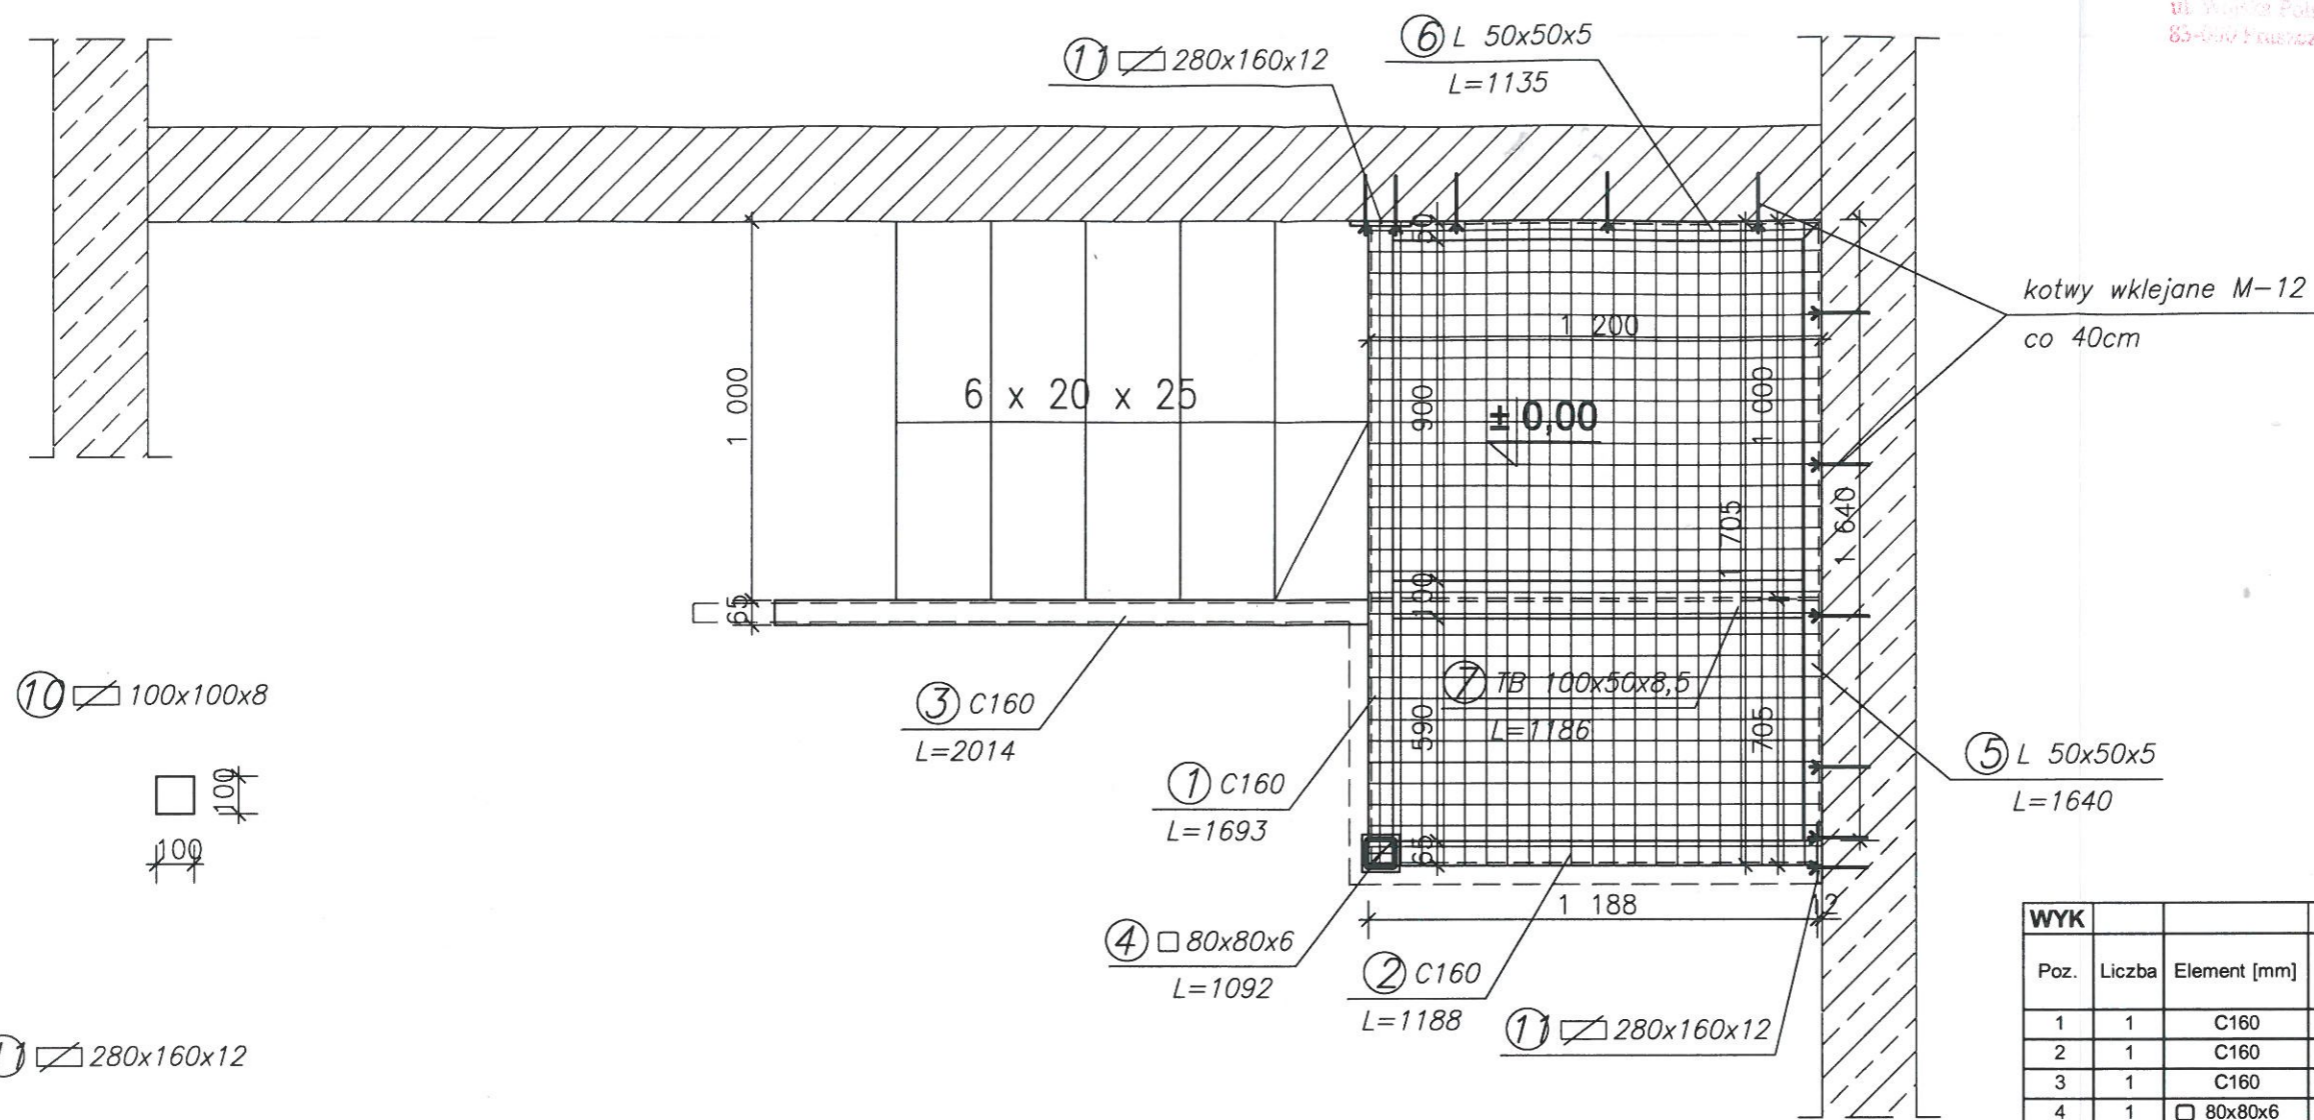 11 280x160x12
6 L 50x50x5
L=1135
50
kotwy wklejane M-12
co 40cm
1 200
1 000
6 x 20 x 25
900
± 0,00
1 000
1 705
1 640
65
100
10 100x100x8
3 C160
L=2014
7 TB 100x50x8,5
L=1186
590
705
5 L 50x50x5
L=1640
1 C160
L=1693
100
100
65
1 188
12
4 80x80x6
L=1092
2 C160
L=1188
11 280x160x12
280x160x12
WYK
Poz. Liczba Element [mm]
1 1 C160
2 1 C160
3 1 C160
4 1 80x80x6